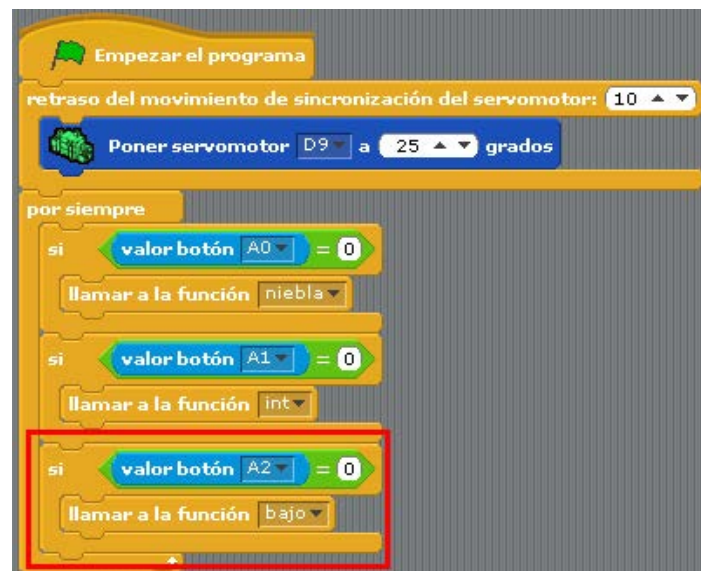 Empezar el programa
retraso del movimiento de sincronización del servomotor: 10
Poner servomotor D9 a 25 grados
por siempre
si valor botón A0 = 0
llamar a la función niebla
si valor botón A1 = 0
llamar a la función int
si valor botón A2 = 0
llamar a la función bajo